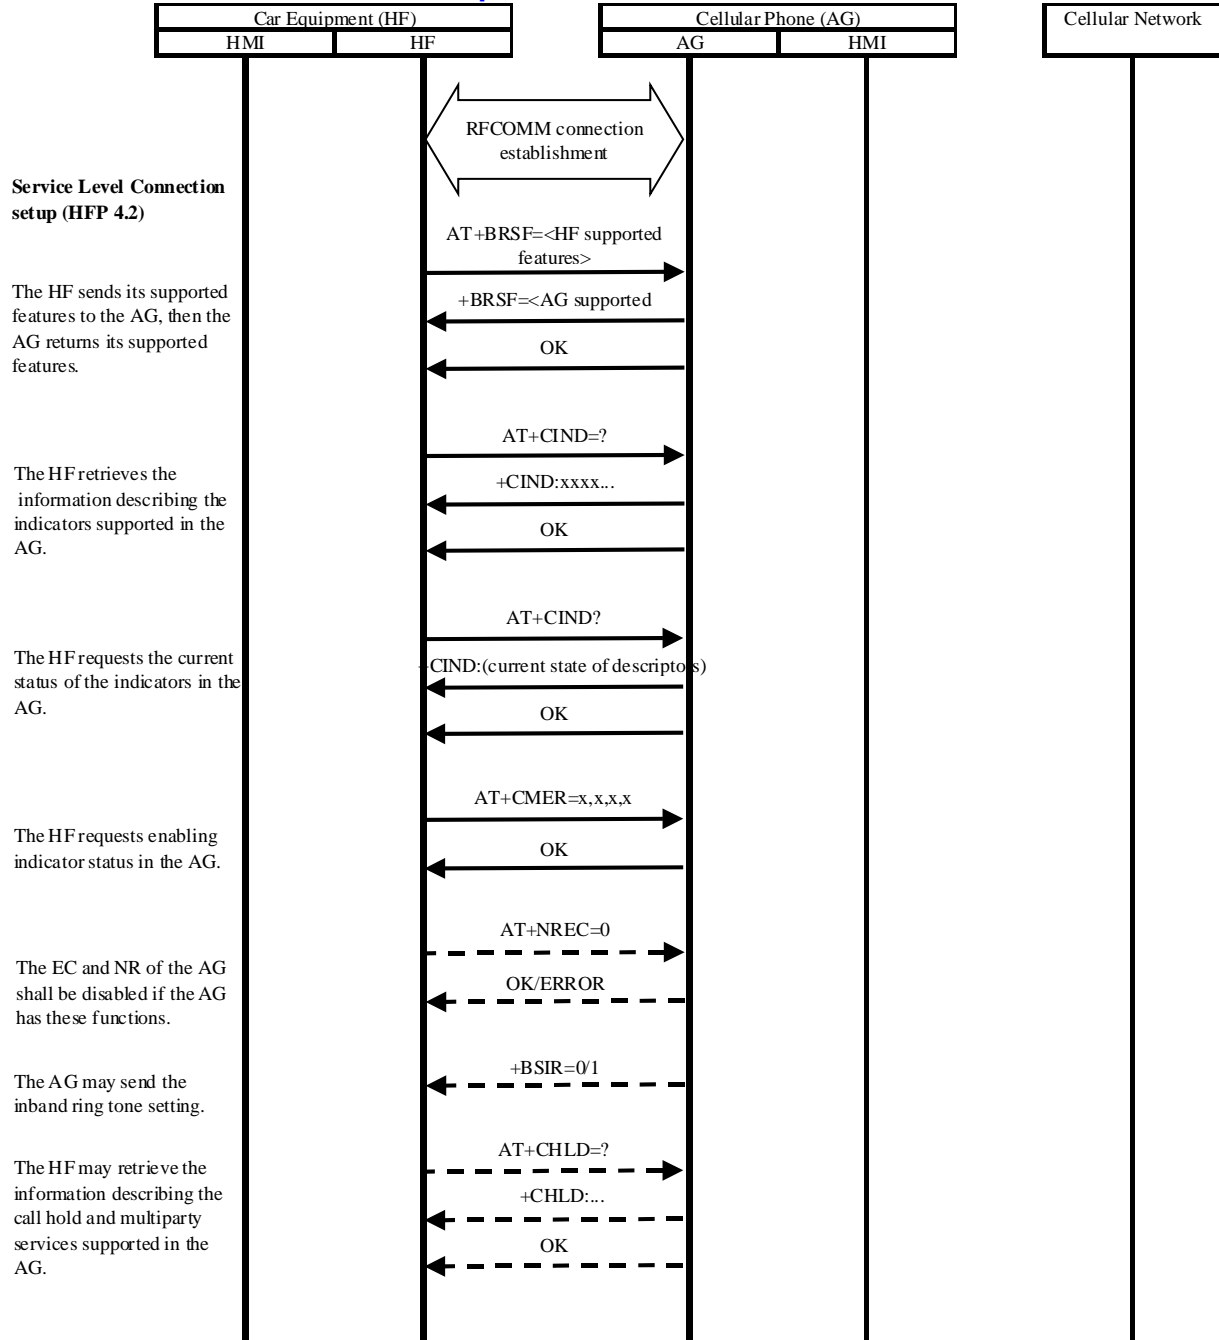 Car Equipment (HF)
Cellular Phone (AG)
Cellular Network
HMI
HF
AG
HMI
RFCOMM connection
establishment
Service Level Connection
setup (HFP 4.2)
AT+BRSF=<HF supported
features>
The HF sends its supported
features to the AG, then the
AG returns its supported
features.
+BRSF=<AG supported
OK
AT+CIND=?
The HF retrieves the
information describing the
indicators supported in the
AG.
+CIND:xxxx...
OK
AT+CIND?
The HF requests the current
status of the indicators in the
AG.
+CIND:(current state of descriptors)
OK
AT+CMER=x,x,x,x
The HF requests enabling
indicator status in the AG.
OK
AT+NREC=0
The EC and NR of the AG
shall be disabled if the AG
has these functions.
OK/ERROR
+BSIR=0/1
The AG may send the
inband ring tone setting.
AT+CHLD=?
The HF may retrieve the
information describing the
call hold and multiparty
services supported in the
AG.
+CHLD:...
OK